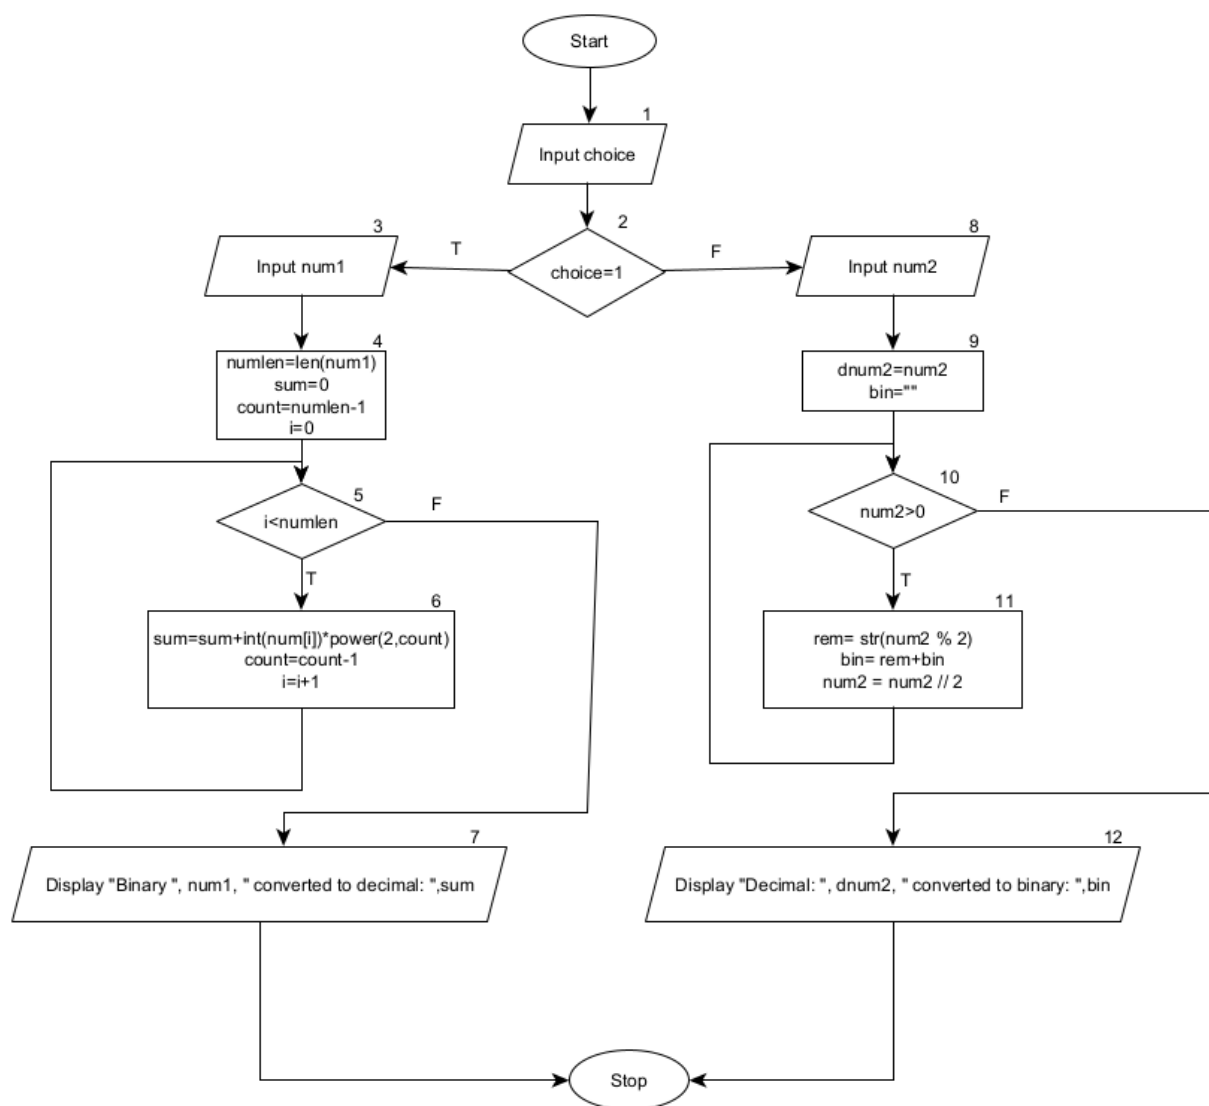 Start
1
Input choice
2
choice=1
T
F
3
Input num1
4
numlen=len(num1)
sum=0
count=numlen-1
i=0
5
i<numlen
F
T
6
sum=sum+int(num[i])*power(2,count)
count=count-1
i=i+1
7
Display "Binary ", num1, " converted to decimal: ",sum
8
Input num2
9
dnum2=num2
bin=""
10
num2>0
F
T
11
rem= str(num2 % 2)
bin= rem+bin
num2 = num2 // 2
12
Display "Decimal: ", dnum2, " converted to binary: ",bin
Stop